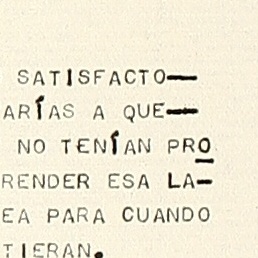 SATISFACTO—
ARÍAS A QUE—
NO TENÍAN PRO
RENDER ESA LA—
EA PARA CUANDO
TIERAN.